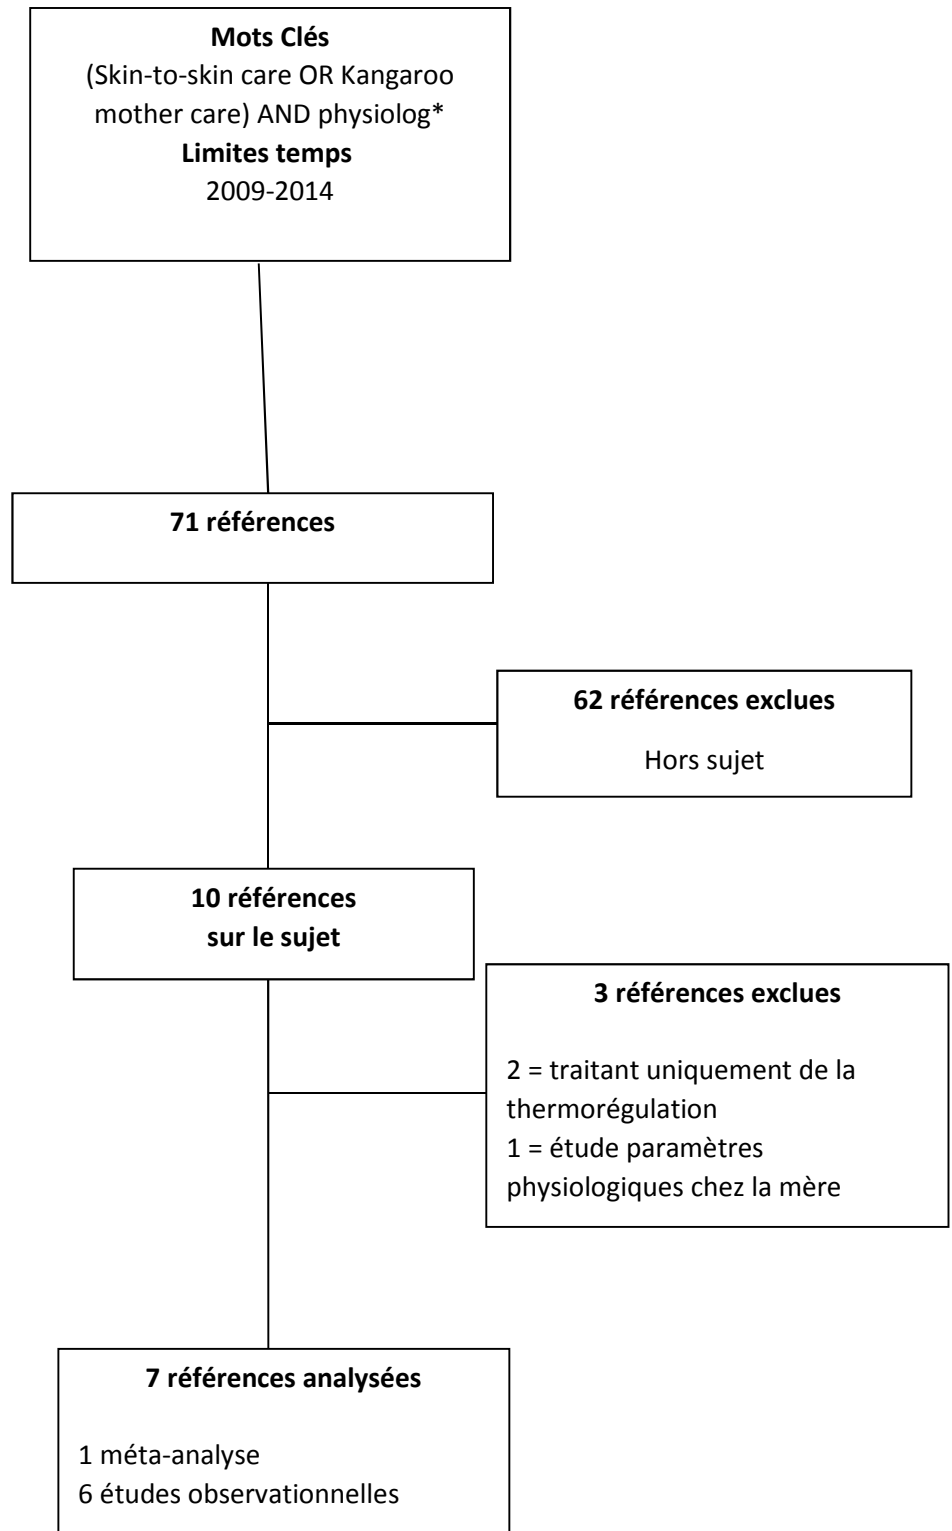 Mots Clés
(Skin-to-skin care OR Kangaroo
mother care) AND physiolog*
Limites temps
2009-2014
71 références
62 références exclues
Hors sujet
10 références
sur le sujet
3 références exclues
2 = traitant uniquement de la
thermorégulation
1 = étude paramètres
physiologiques chez la mère
7 références analysées
1 méta-analyse
6 études observationnelles